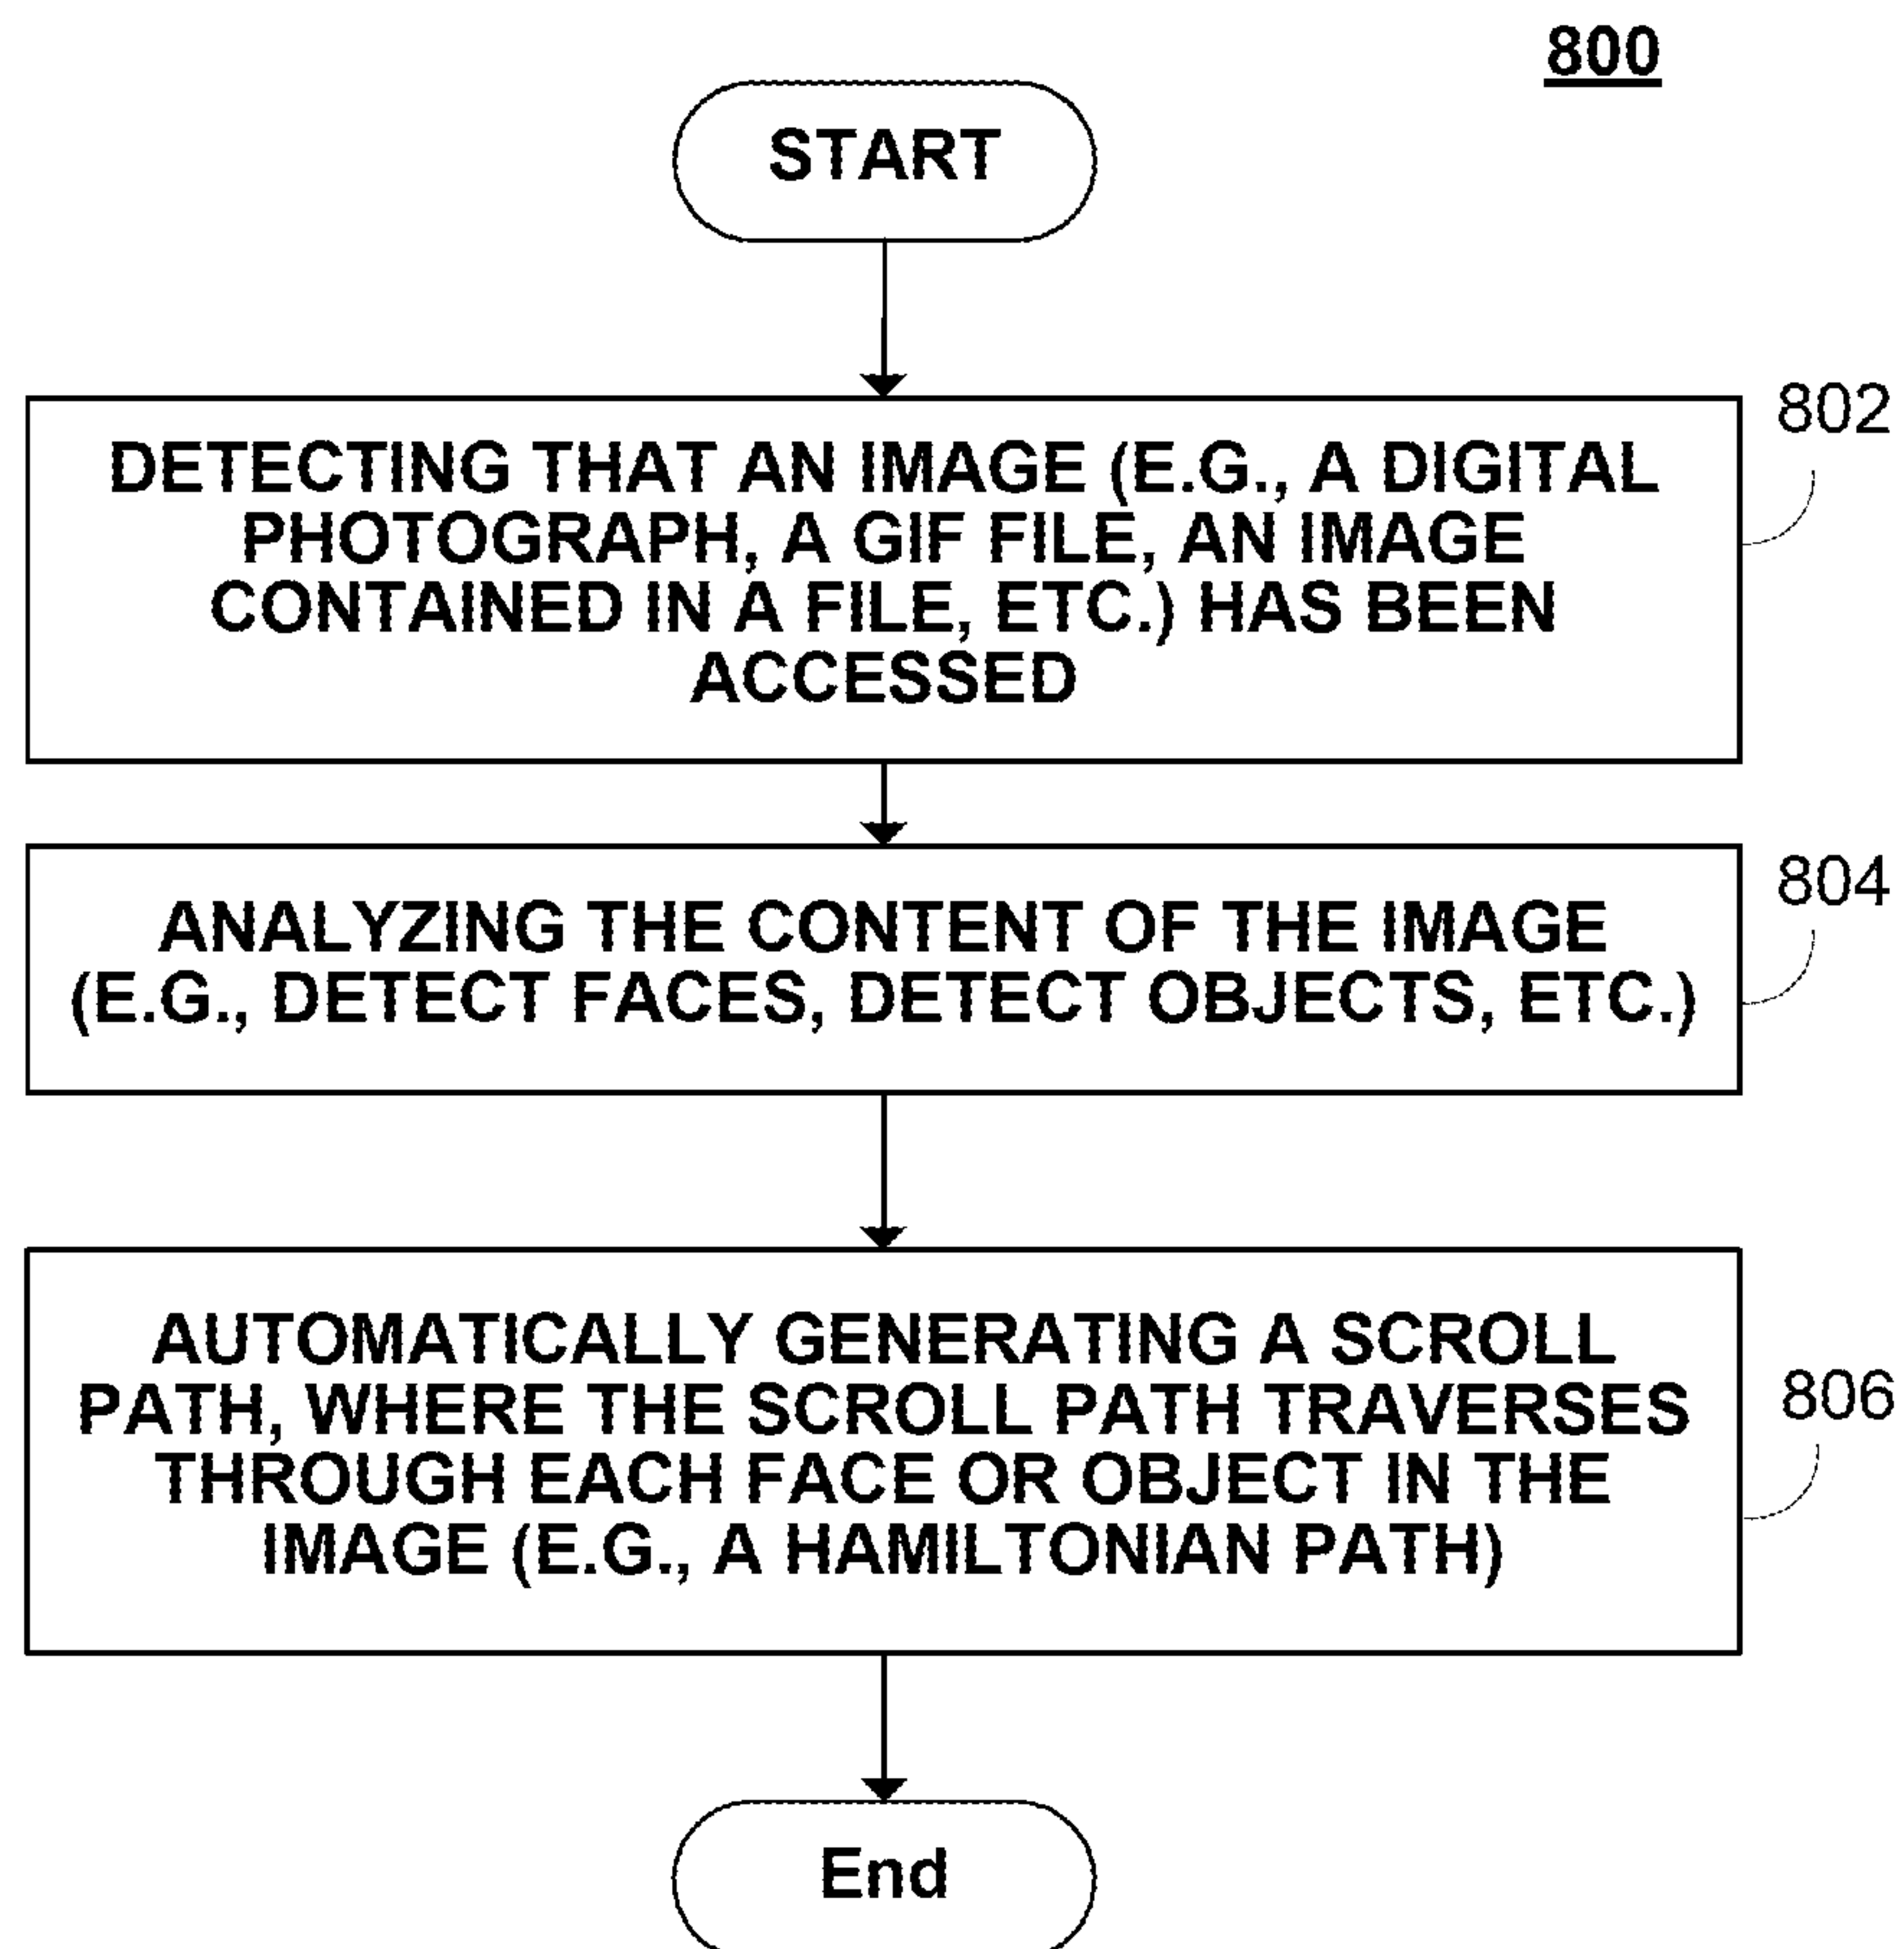 800
START
802
DETECTING THAT AN IMAGE (E.G., A DIGITAL
PHOTOGRAPH, A GIF FILE, AN IMAGE
CONTAINED IN A FILE, ETC.) HAS BEEN
ACCESSED
804
ANALYZING THE CONTENT OF THE IMAGE
(E.G., DETECT FACES, DETECT OBJECTS, ETC.)
AUTOMATICALLY GENERATING A SCROLL
PATH, WHERE THE SCROLL PATH TRAVERSES
806
THROUGH EACH FACE OR OBJECT IN THE
IMAGE (E.G., A HAMILTONIAN PATH)
End